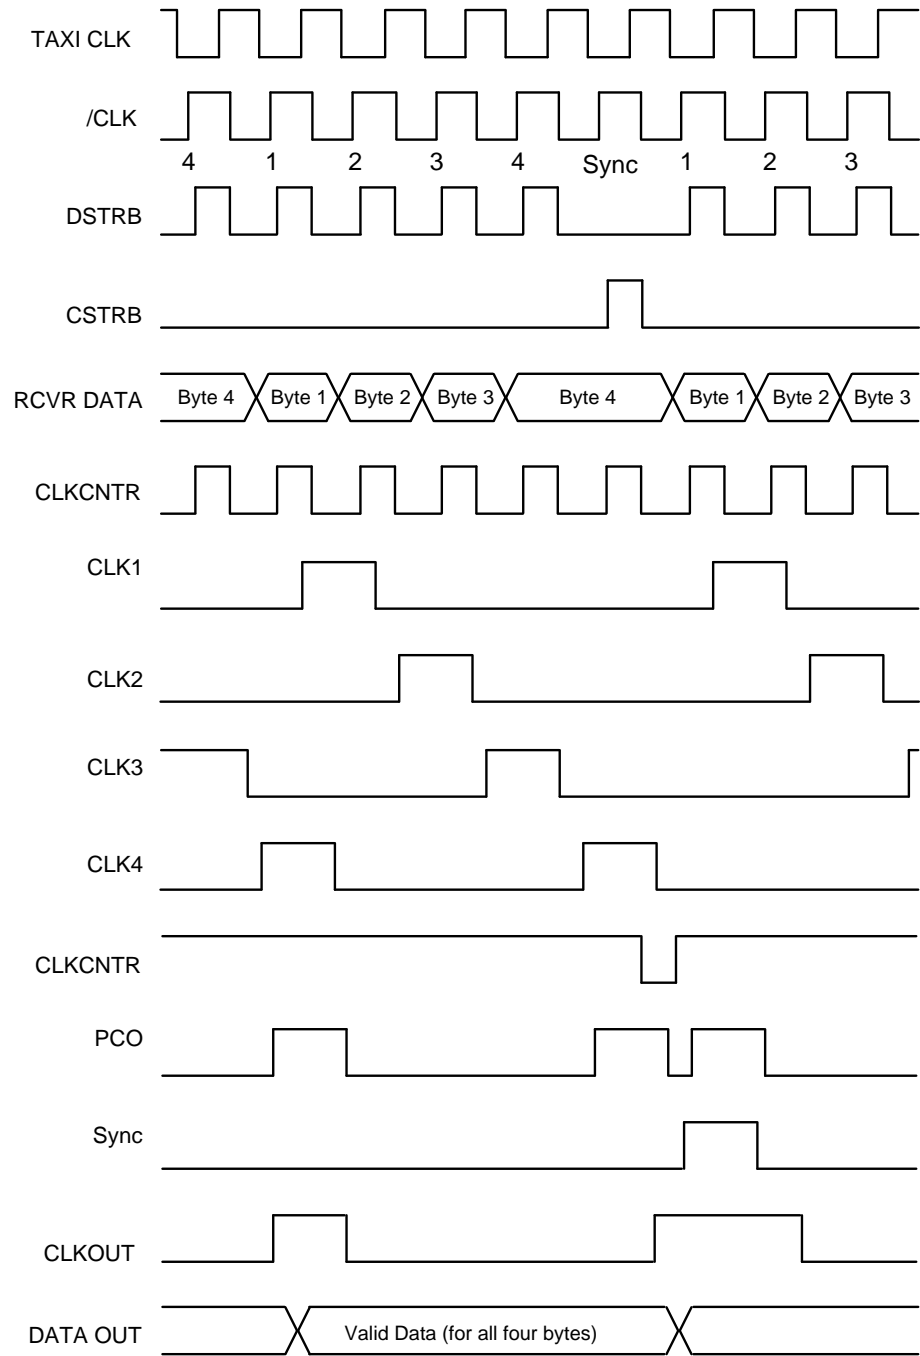 TAXI CLK
/CLK
4 1 2 3 4 Sync 1 2 3
DSTRB
CSTRB
RCVR DATA Byte 4 Byte 1 Byte 2 Byte 3 Byte 4 Byte 1 Byte 2 Byte 3
CLKCNTR
CLK1
CLK2
CLK3
CLK4
CLKCNTR
PCO
Sync
CLKOUT
DATA OUT Valid Data (for all four bytes)